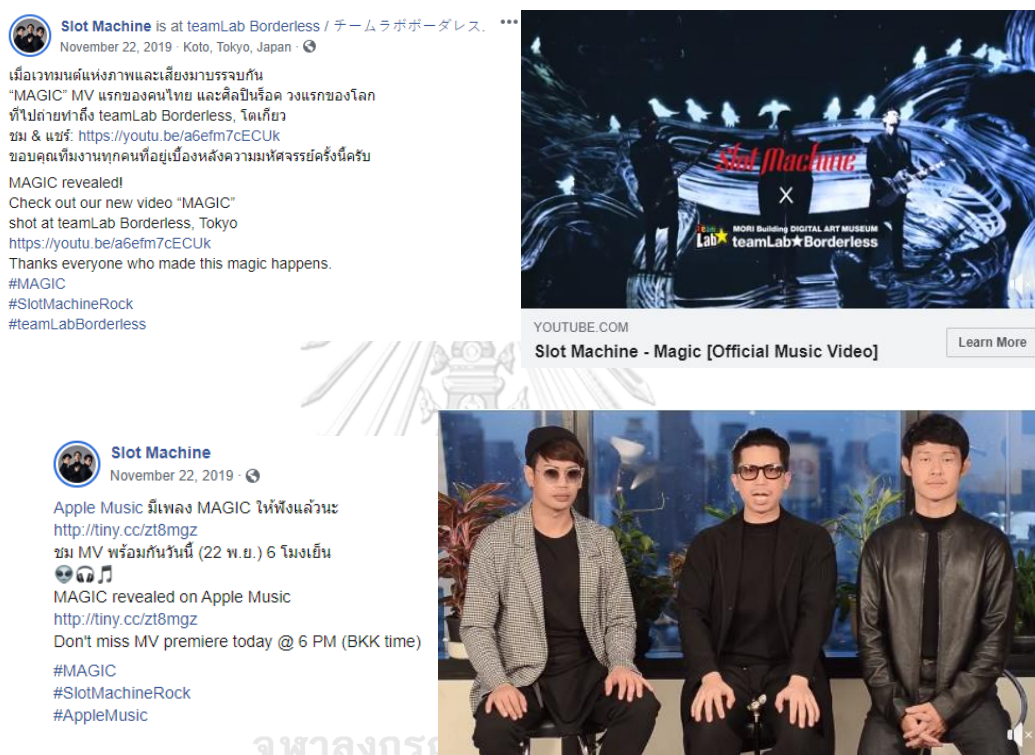 Slot Machine is at teamLab Borderless / チームラボボーダレス.
November 22, 2019 · Koto, Tokyo, Japan ·
เมื่อเวทมนต์แห่งภาพและเสียงมาบรรจบกัน
“MAGIC” MV แรกของคนไทย และศิลปินร็อค วงแรกของโลก
ที่ไปถ่ายทำถึง teamLab Borderless, โตเกียว
ชม & แชร์: https://youtu.be/a6efm7cECUk
ขอบคุณทีมงานทุกคนที่อยู่เบื้องหลังความมหัศจรรย์ครั้งนี้ครับ
MAGIC revealed!
Check out our new video “MAGIC”
shot at teamLab Borderless, Tokyo
https://youtu.be/a6efm7cECUk
Thanks everyone who made this magic happens.
#MAGIC
#SlotMachineRock
#teamLabBorderless
Slot Machine
X
MORI Building DIGITAL ART MUSEUM
teamLab★Borderless
YOUTUBE.COM
Slot Machine - Magic [Official Music Video]
Learn More
Slot Machine
November 22, 2019 ·
Apple Music มีเพลง MAGIC ให้ฟังแล้วนะ
http://tiny.cc/zt8mgz
ชม MV พร้อมกันวันนี้ (22 พ.ย.) 6 โมงเย็น
👽🎧🎵
MAGIC revealed on Apple Music
http://tiny.cc/zt8mgz
Don't miss MV premiere today @ 6 PM (BKK time)
#MAGIC
#SlotMachineRock
#AppleMusic